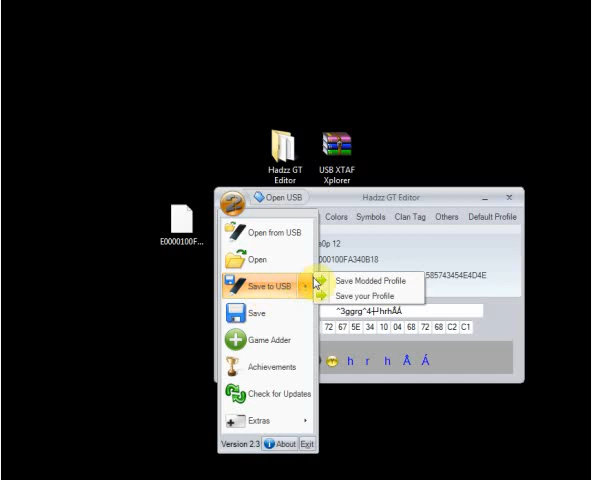 Hadzz GT
Editor
USB XTAF
Xplorer
E0000100F...
Open USB
Hadzz GT Editor
Colors Symbols Clan Tag Others Default Profile
Open from USB
Open
Save to USB
Save
Game Adder
Achievements
Check for Updates
Extras
Version 2.3 About Exit
Save Modded Profile
Save your Profile
p 12
000100FA340B18
585743454E4D4E
72 67 5E 34 10 04 68 72 68 C2 C1
h r h Å Á